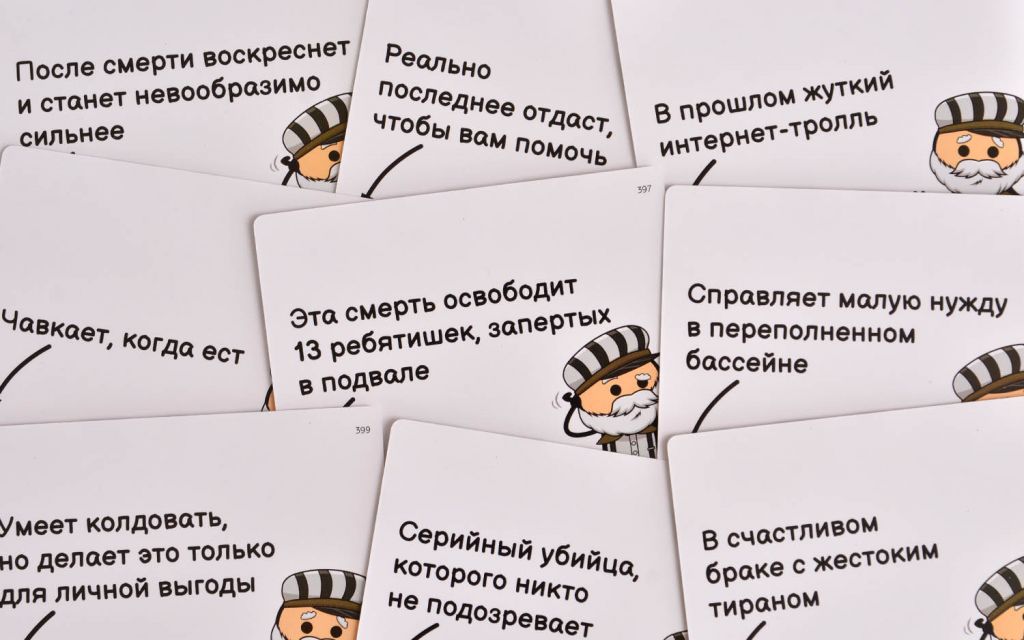 После смерти воскреснет
и станет невообразимо
сильнее
Реально
последнее отдаст,
чтобы вам помочь
В прошлом жуткий
интернет-тролль
Чавкает, когда ест
397
Эта смерть освободит
13 ребятишек, запертых
в подвале
Справляет малую нужду
в переполненном
бассейне
399
Умеет колдовать,
но делает это только
для личной выгоды
Серийный убийца,
которого никто
не подозревает
В счастливом
браке с жестоким
тираном